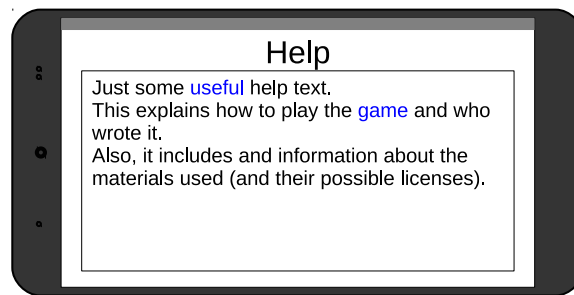 Help
Just some useful help text.
This explains how to play the game and who
wrote it.
Also, it includes and information about the
materials used (and their possible licenses).